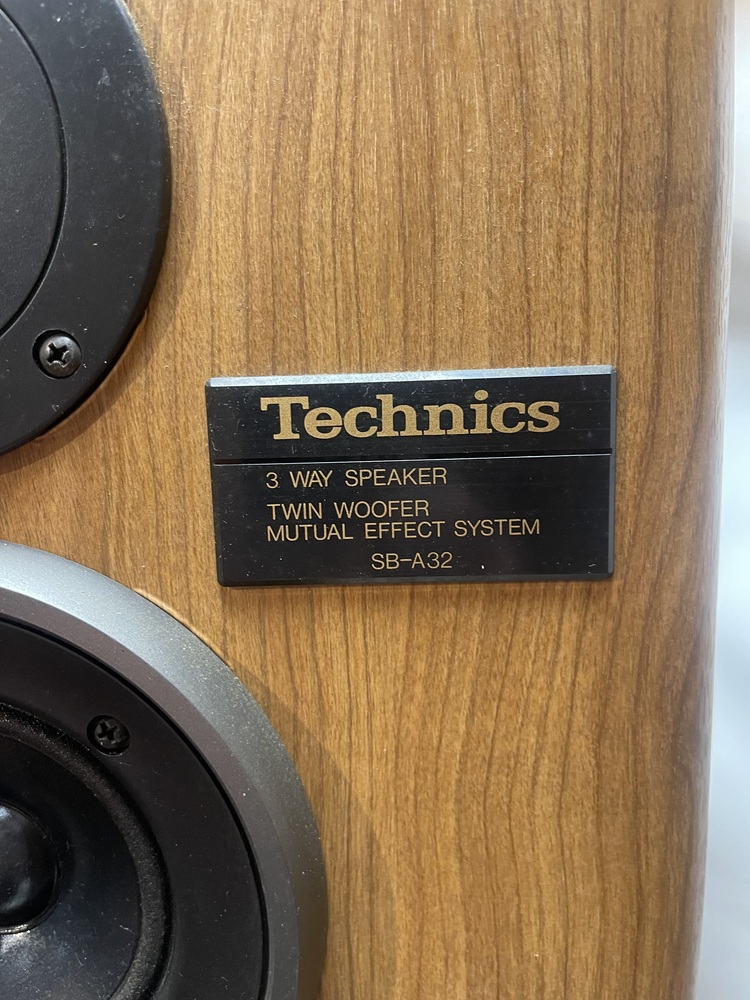 Technics
3 WAY SPEAKER
TWIN WOOFER
MUTUAL EFFECT SYSTEM
SB-A32